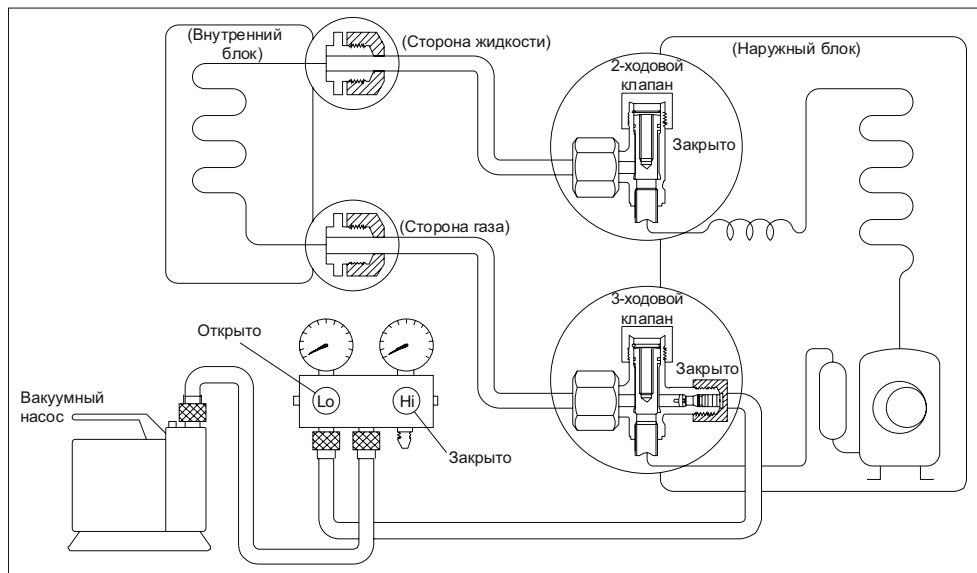 (Внутренний
блок)
(Сторона жидкости)
(Наружный блок)
2-ходовой
клапан
Закрыто
(Сторона газа)
3-ходовой
клапан
Закрыто
Открыто
Lo
Hi
Закрыто
Вакуумный
насос